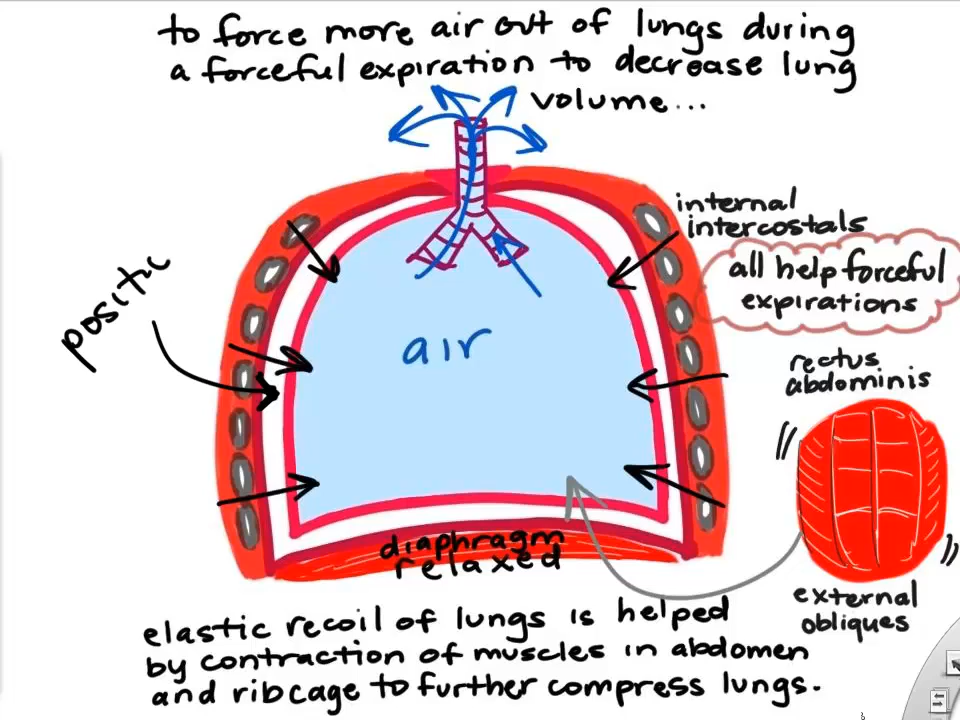 to force more air out of lungs during
a forceful expiration to decrease lung
volume...
internal
intercostals
all help forceful
expirations
positic
air
rectus
abdominis
diaphragm
relaxed
external
obliques
elastic recoil of lungs is helped
by contraction of muscles in abdomen
and ribcage to further compress lungs.